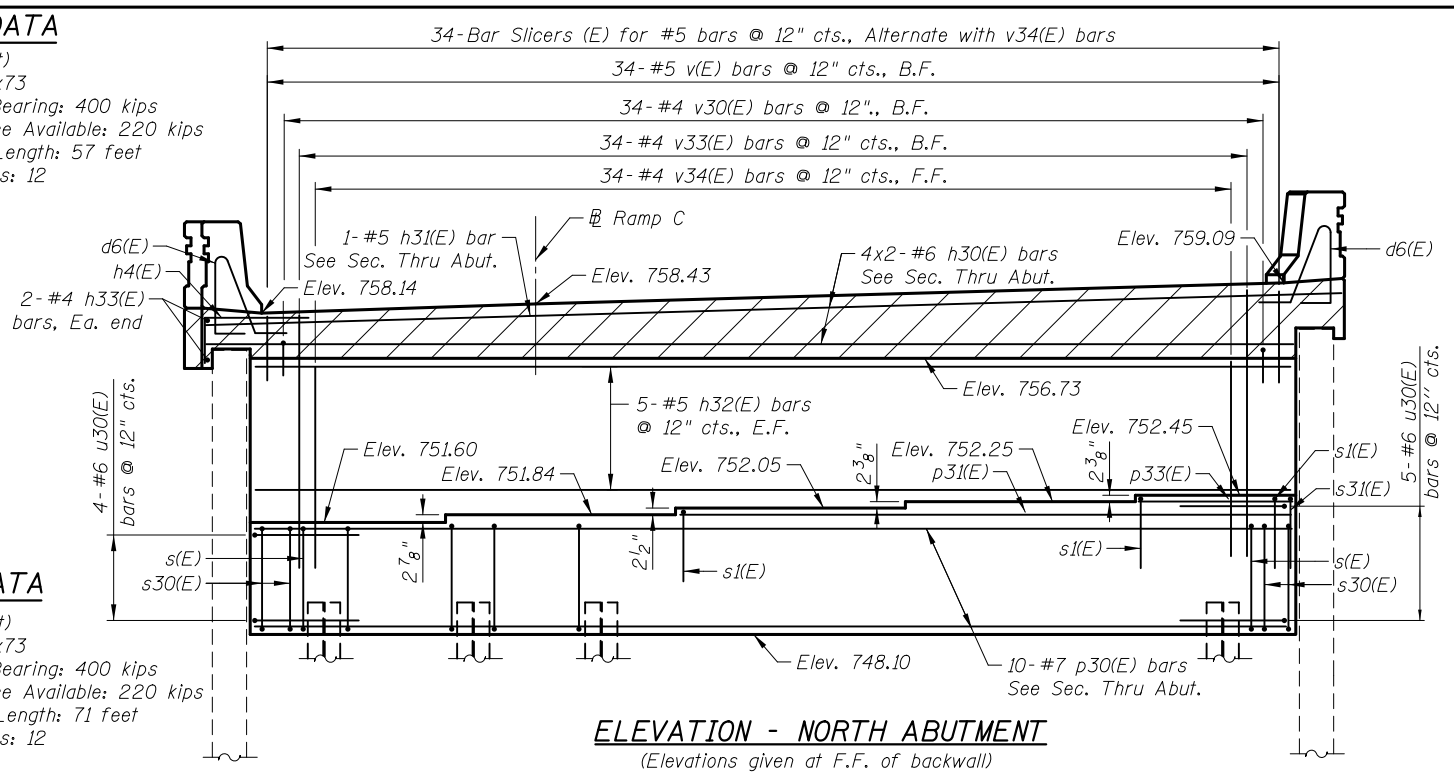 DATA
x73
Bearing: 400 kips
Available: 220 kips
Length: 57 feet
12
34-Bar Slicers (E) for #5 bars @ 12" cts., Alternate with v34(E) bars
34-#5 v(E) bars @ 12" cts., B.F.
34-#4 v30(E) bars @ 12"., B.F.
34-#4 v33(E) bars @ 12" cts., B.F.
34-#4 v34(E) bars @ 12" cts., F.F.
Ramp C
d6(E)
h4(E)
2-#4 h33(E)
bars, Ea. end
1-#5 h31(E) bar
See Sec. Thru Abut.
Elev. 758.14
Elev. 758.43
4x2-#6 h30(E) bars
See Sec. Thru Abut.
Elev. 759.09
d6(E)
Elev. 756.73
5-#5 h32(E) bars
@ 12" cts., E.F.
4-#6 u30(E)
bars @ 12" cts.
5-#6 u30(E)
bars @ 12'' cts.
Elev. 751.60
Elev. 751.84
Elev. 752.05
2 3/8"
Elev. 752.25
p31(E)
2 3/8"
Elev. 752.45
p33(E)
s1(E)
s31(E)
s(E)
s30(E)
2 7/8"
2 1/2"
s1(E)
s1(E)
s(E)
s30(E)
Elev. 748.10
10-#7 p30(E) bars
See Sec. Thru Abut.
DATA
x73
Bearing: 400 kips
Available: 220 kips
Length: 71 feet
12
ELEVATION - NORTH ABUTMENT
(Elevations given at F.F. of backwall)